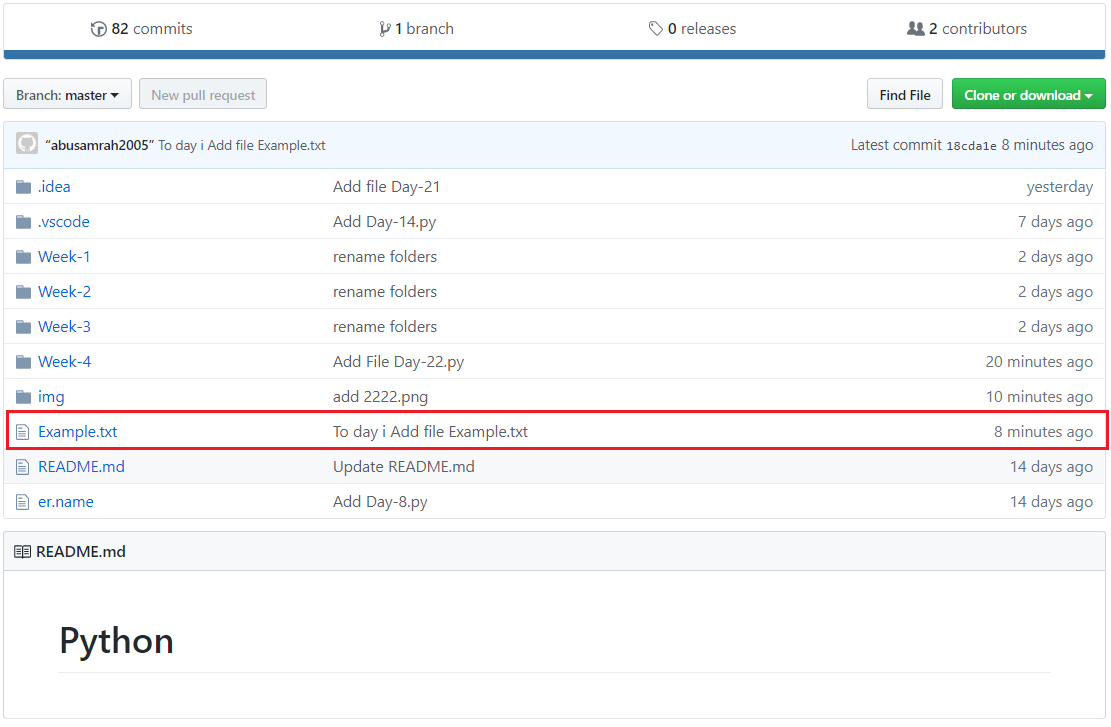 82 commits 1 branch 0 releases 2 contributors
Branch: master New pull request Find File Clone or download
“abusamrah2005” To day i Add file Example.txt Latest commit 18cda1e 8 minutes ago
.idea Add file Day-21 yesterday
.vscode Add Day-14.py 7 days ago
Week-1 rename folders 2 days ago
Week-2 rename folders 2 days ago
Week-3 rename folders 2 days ago
Week-4 Add File Day-22.py 20 minutes ago
img add 2222.png 10 minutes ago
Example.txt To day i Add file Example.txt 8 minutes ago
README.md Update README.md 14 days ago
er.name Add Day-8.py 14 days ago
README.md
Python